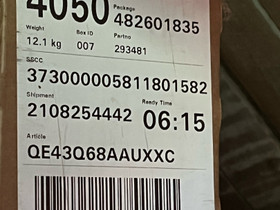 4050 Package 482601835
Weight Box ID Partno
12.1 kg 007 293481
SSCC
373000005811801582
Shipment Ready Time
2108254442 06:15
Article
QE43Q68AAUXXC